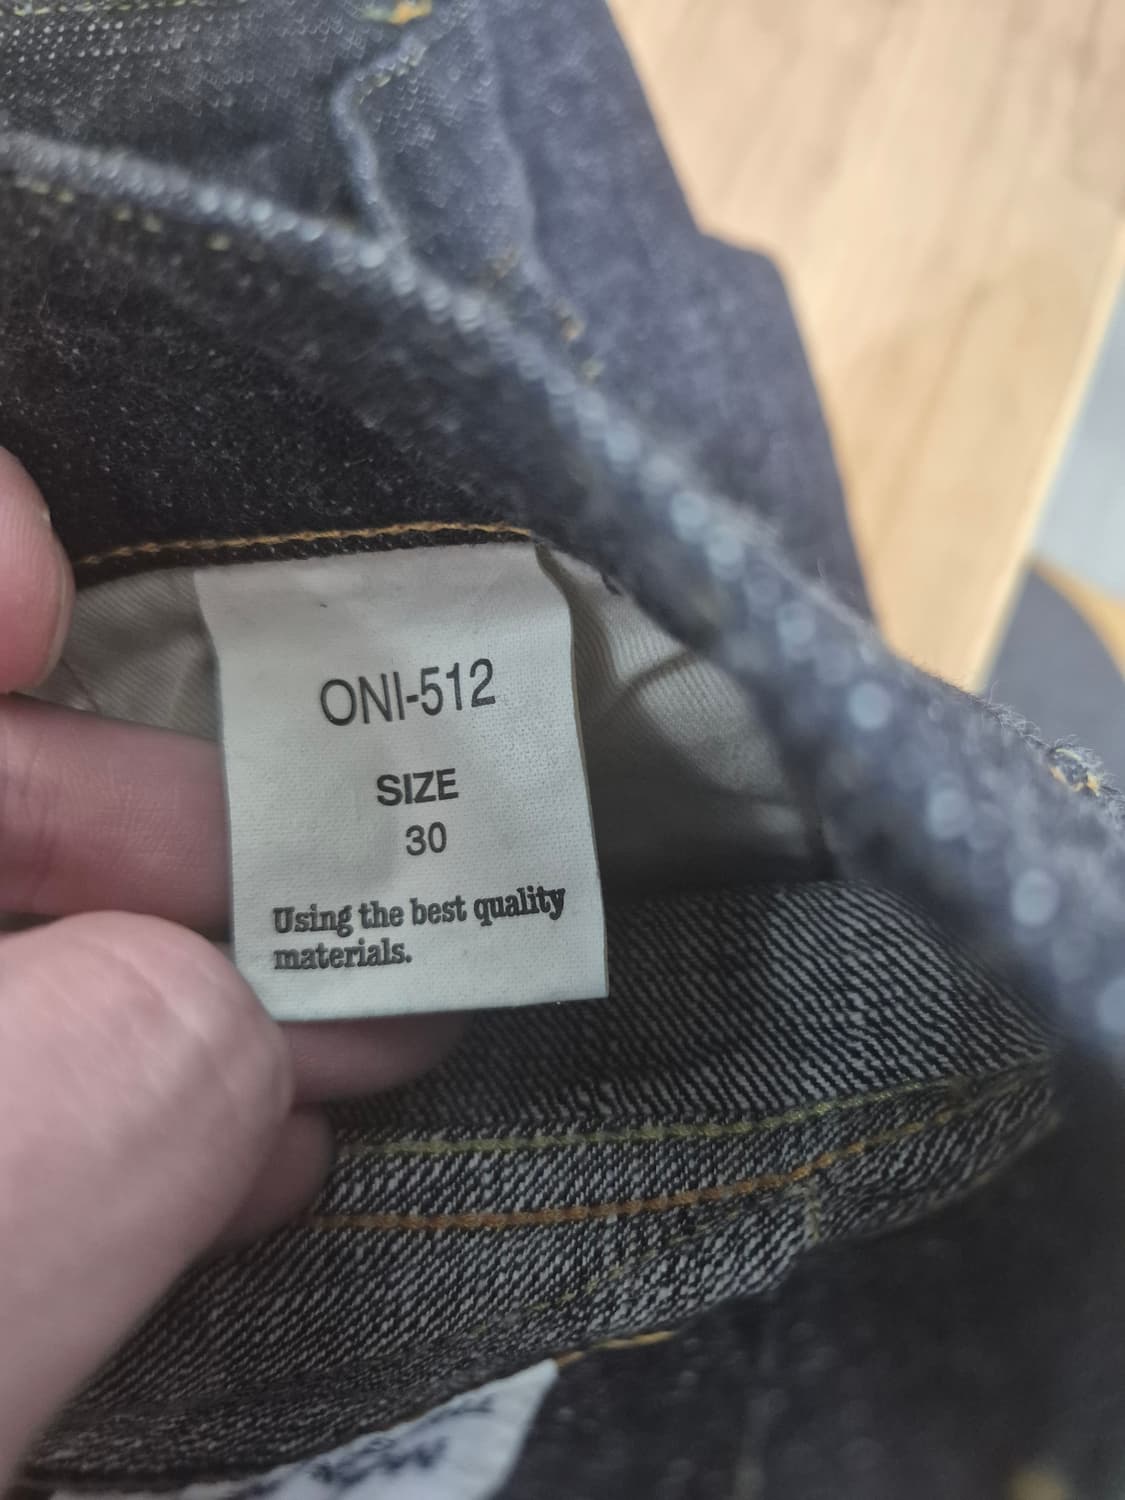 ONI-512
SIZE
30
Using the best quality
materials.